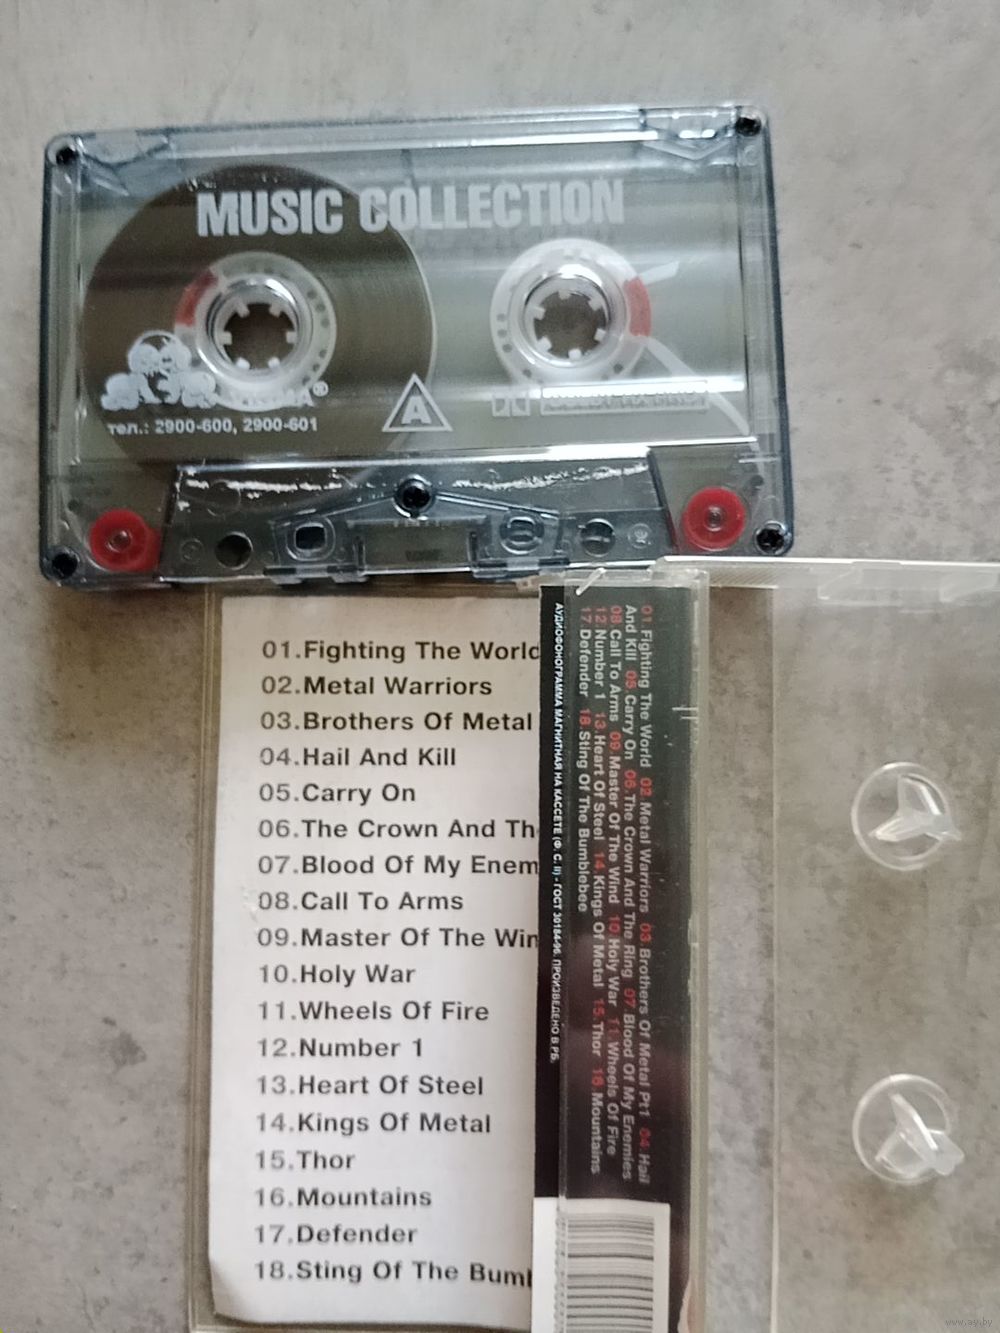 MUSIC COLLECTION
тел.: 2900-600, 2900-601
A
01.Fighting The World
02.Metal Warriors
03.Brothers Of Metal
04.Hail And Kill
05.Carry On
06.The Crown And Th
07.Blood Of My Enem
08.Call To Arms
09.Master Of The Win
10.Holy War
11.Wheels Of Fire
12.Number 1
13.Heart Of Steel
14.Kings Of Metal
15.Thor
16.Mountains
17.Defender
18.Sting Of The Buml
01.Fighting The World 02.Metal Warriors 03.Brothers Of Metal Pt1 04.Hail
And Kill 05.Carry On 06.The Crown And The Ring 07.Blood Of My Enemies
08.Call To Arms 09.Master Of The Wind 10.Holy War 11.Wheels Of Fire
12.Number 1 13.Heart Of Steel 14.Kings Of Metal 15.Thor 16.Mountains
17.Defender 18.Sting Of The Bumblebee
АУДИОФОНОГРАММА МАГНИТНАЯ НА КАССЕТЕ (Ф. С. II) - ГОСТ 30184-96. ПРОИЗВЕДЕНО В РБ.
www.ay.by